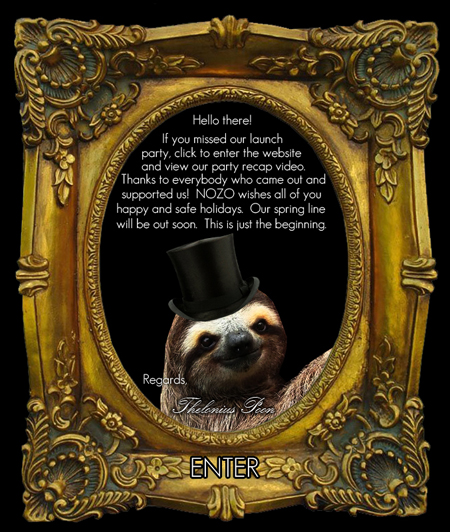 Hello there!
If you missed our launch
party, click to enter the website
and view our party recap video.
Thanks to everybody who came out and
supported us! NOZO wishes all of you
happy and safe holidays. Our spring line
will be out soon. This is just the beginning.
Regards,
Thelonius Poon
ENTER